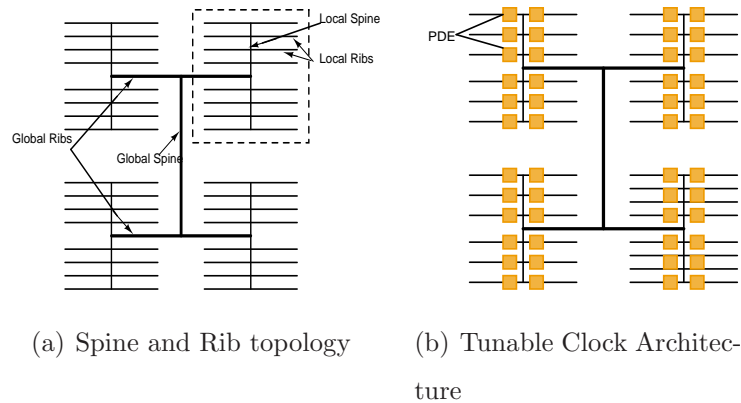 Local Spine
Local Ribs
Global Ribs
Global Spine
PDE
(a) Spine and Rib topology
(b) Tunable Clock Architec-
ture